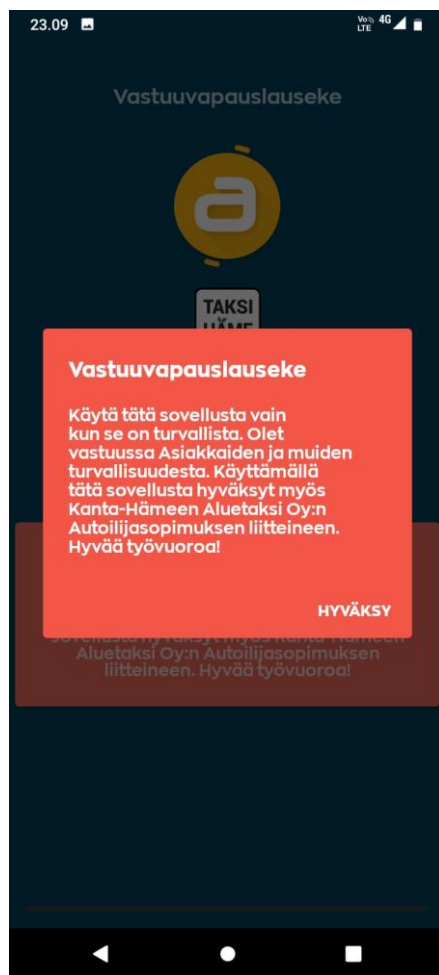 23.09
Vo LTE 4G
Vastuuvapauslauseke
a
TAKSI
HÄME
Vastuuvapauslauseke
Käytä tätä sovellusta vain
kun se on turvallista. Olet
vastuussa Asiakkaiden ja muiden
turvallisuudesta. Käyttämällä
tätä sovellusta hyväksyt myös
Kanta-Hämeen Aluetaksi Oy:n
Autoilijasopimuksen liitteineen.
Hyvää työvuoroa!
HYVÄKSY
sovellusta hyväksyt myös Kanta-Hämeen
Aluetaksi Oy:n Autoilijasopimuksen
liitteineen. Hyvää työvuoroa!